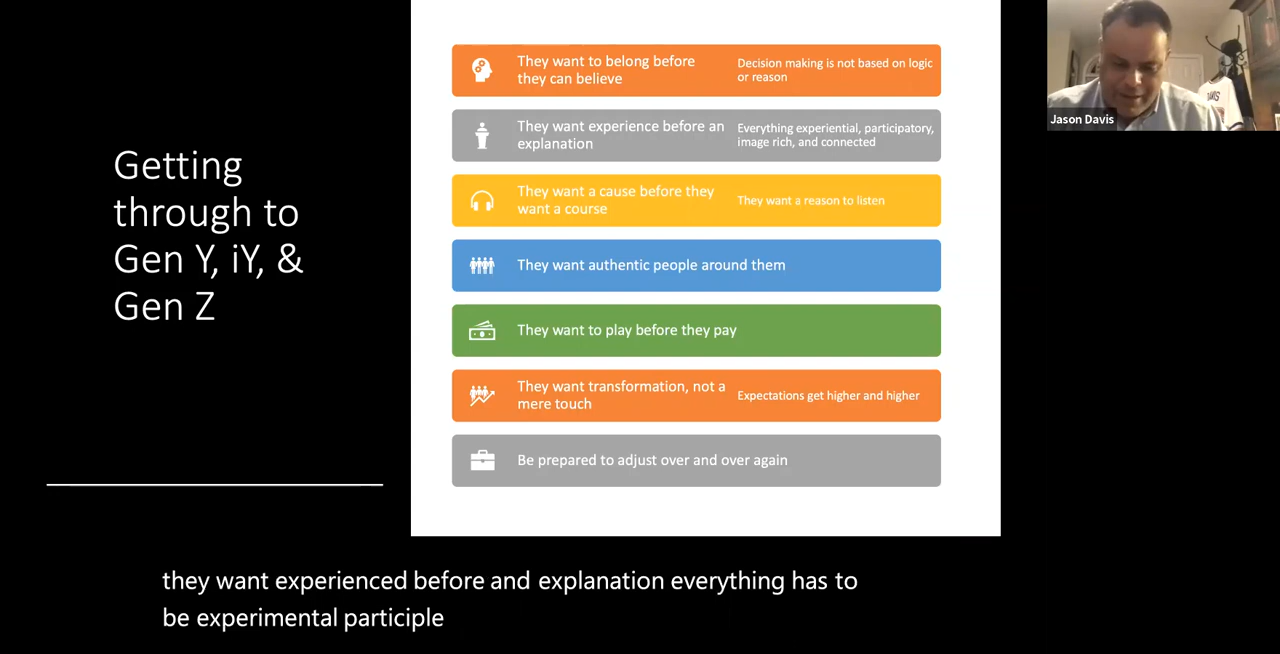 Getting
through to
Gen Y, iY, &
Gen Z
They want to belong before
they can believe
Decision making is not based on logic
or reason
They want experience before an
explanation
Everything experiential, participatory,
image rich, and connected
They want a cause before they
want a course
They want a reason to listen
They want authentic people around them
They want to play before they pay
They want transformation, not a
mere touch
Expectations get higher and higher
Be prepared to adjust over and over again
Jason Davis
they want experienced before and explanation everything has to
be experimental participle